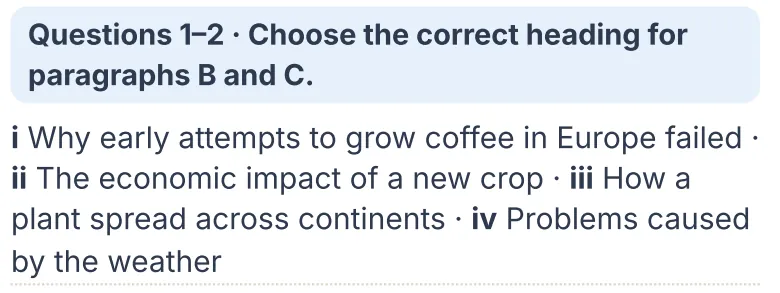 Questions 1–2 · Choose the correct heading for
paragraphs B and C.
i Why early attempts to grow coffee in Europe failed ·
ii The economic impact of a new crop · iii How a
plant spread across continents · iv Problems caused
by the weather